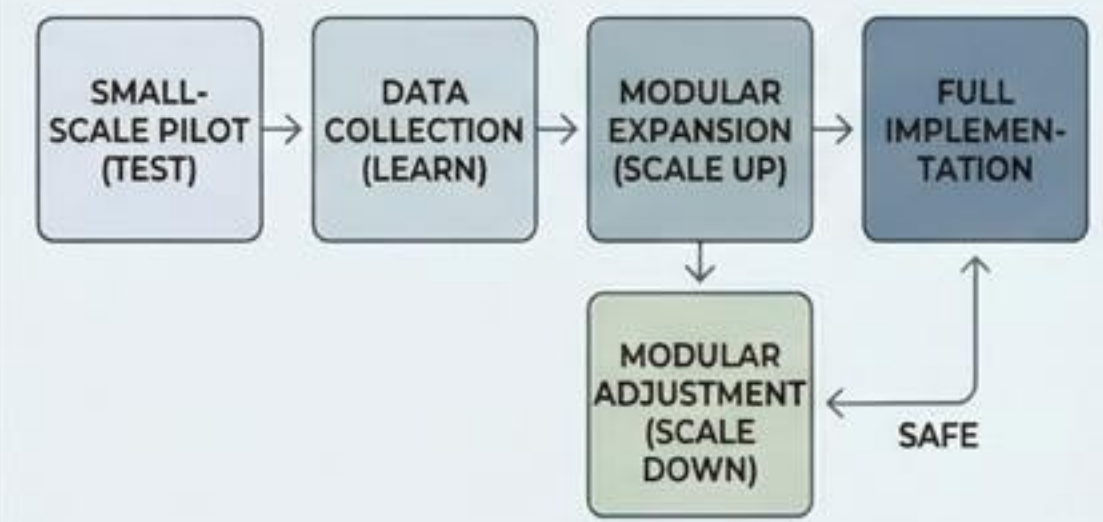 SMALL-
SCALE PILOT
(TEST)
DATA
COLLECTION
(LEARN)
MODULAR
EXPANSION
(SCALE UP)
FULL
IMPLEMEN-
TATION
MODULAR
ADJUSTMENT
(SCALE
DOWN)
SAFE